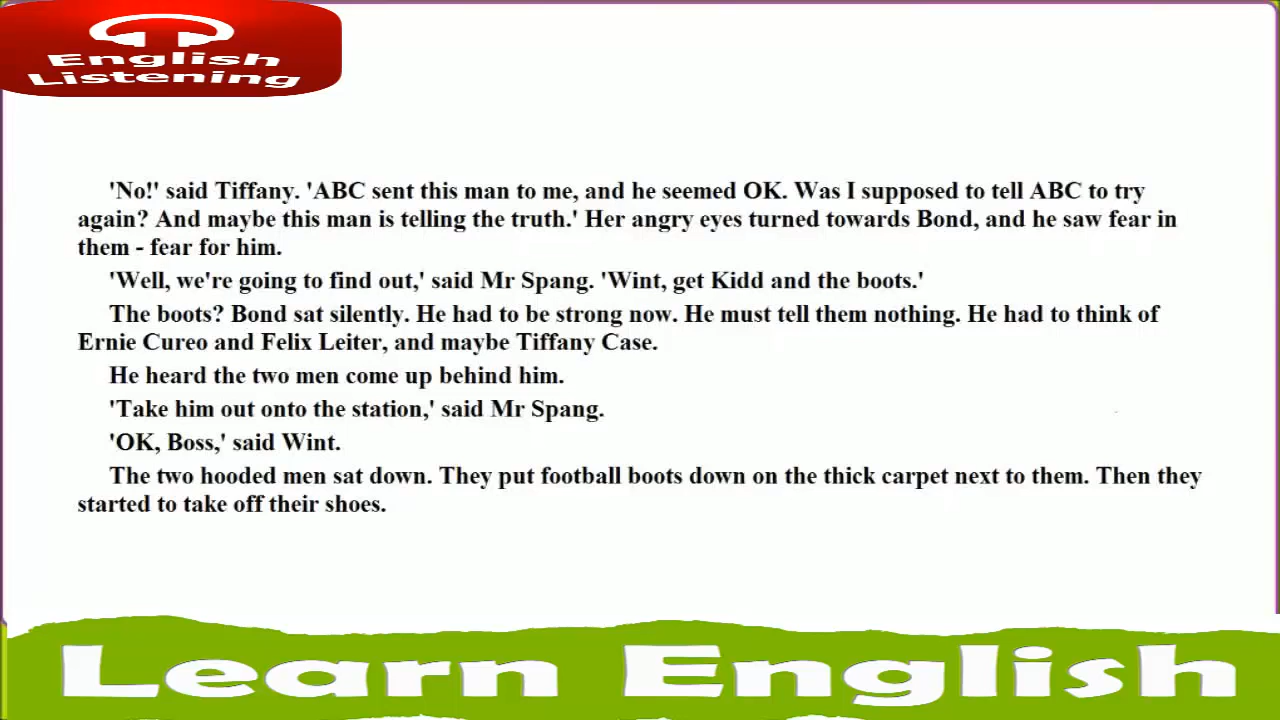 English
Listening
'No!' said Tiffany. 'ABC sent this man to me, and he seemed OK. Was I supposed to tell ABC to try
again? And maybe this man is telling the truth.' Her angry eyes turned towards Bond, and he saw fear in
them - fear for him.
'Well, we're going to find out,' said Mr Spang. 'Wint, get Kidd and the boots.'
The boots? Bond sat silently. He had to be strong now. He must tell them nothing. He had to think of
Ernie Cureo and Felix Leiter, and maybe Tiffany Case.
He heard the two men come up behind him.
'Take him out onto the station,' said Mr Spang.
'OK, Boss,' said Wint.
The two hooded men sat down. They put football boots down on the thick carpet next to them. Then they
started to take off their shoes.
Learn English